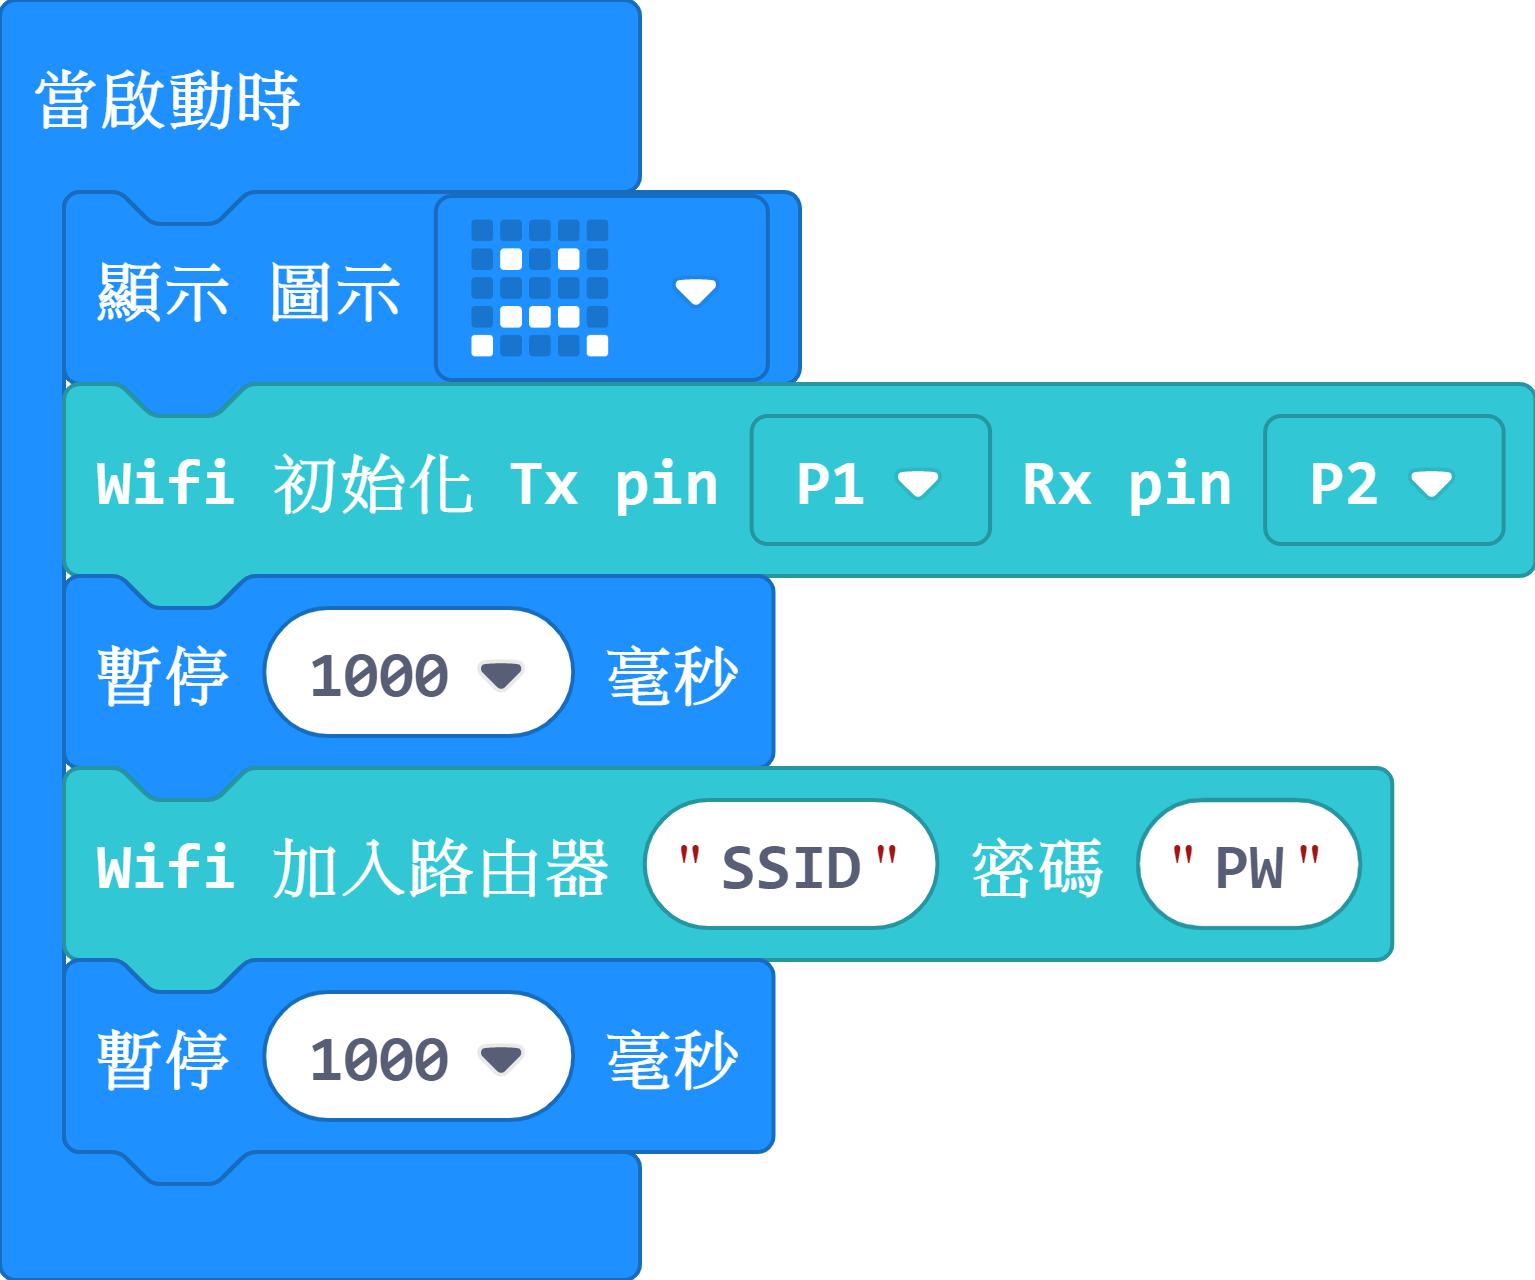 當啟動時
顯示 圖示
Wifi 初始化 Tx pin P1 Rx pin P2
暫停 1000 毫秒
Wifi 加入路由器 "SSID" 密碼 "PW"
暫停 1000 毫秒